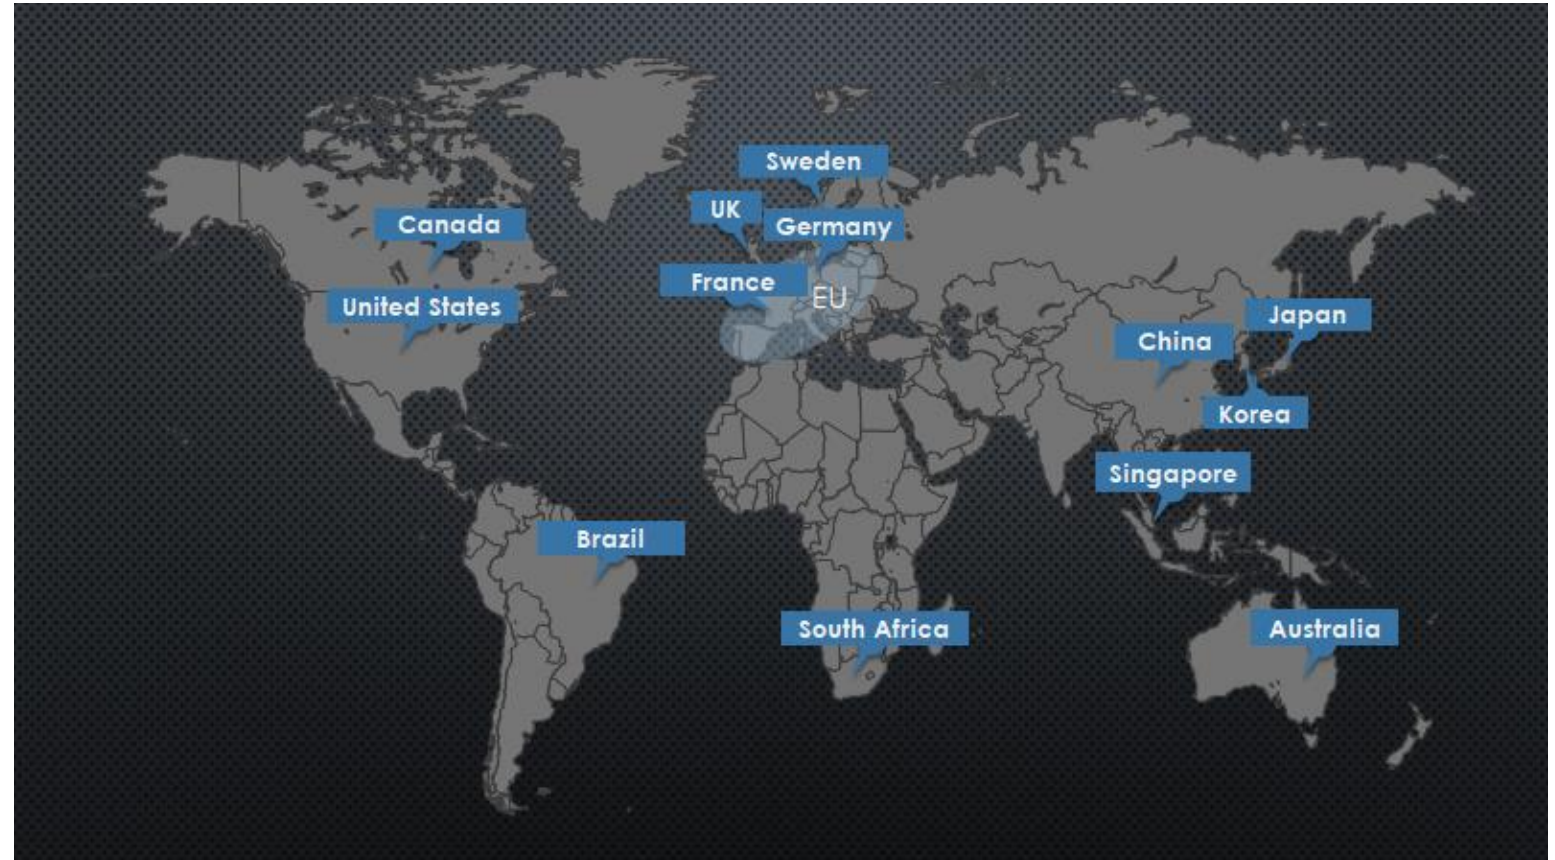 Sweden
UK
Germany
Canada
France
EU
United States
Japan
China
Korea
Singapore
Brazil
South Africa
Australia